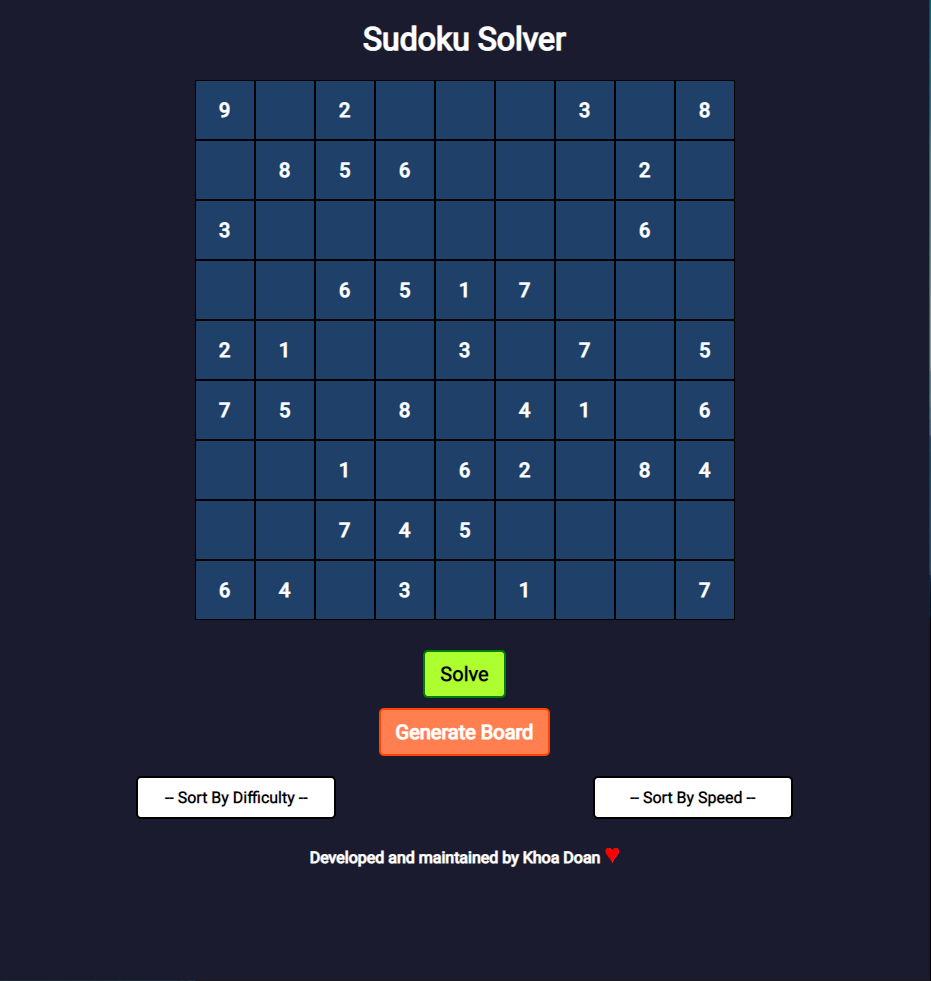 Sudoku Solver
9 2 3 8
8 5 6 2
3 6
6 5 1 7
2 1 3 7 5
7 5 8 4 1 6
1 6 2 8 4
7 4 5
6 4 3 1 7
Solve
Generate Board
-- Sort By Difficulty -- -- Sort By Speed --
Developed and maintained by Khoa Doan ♥